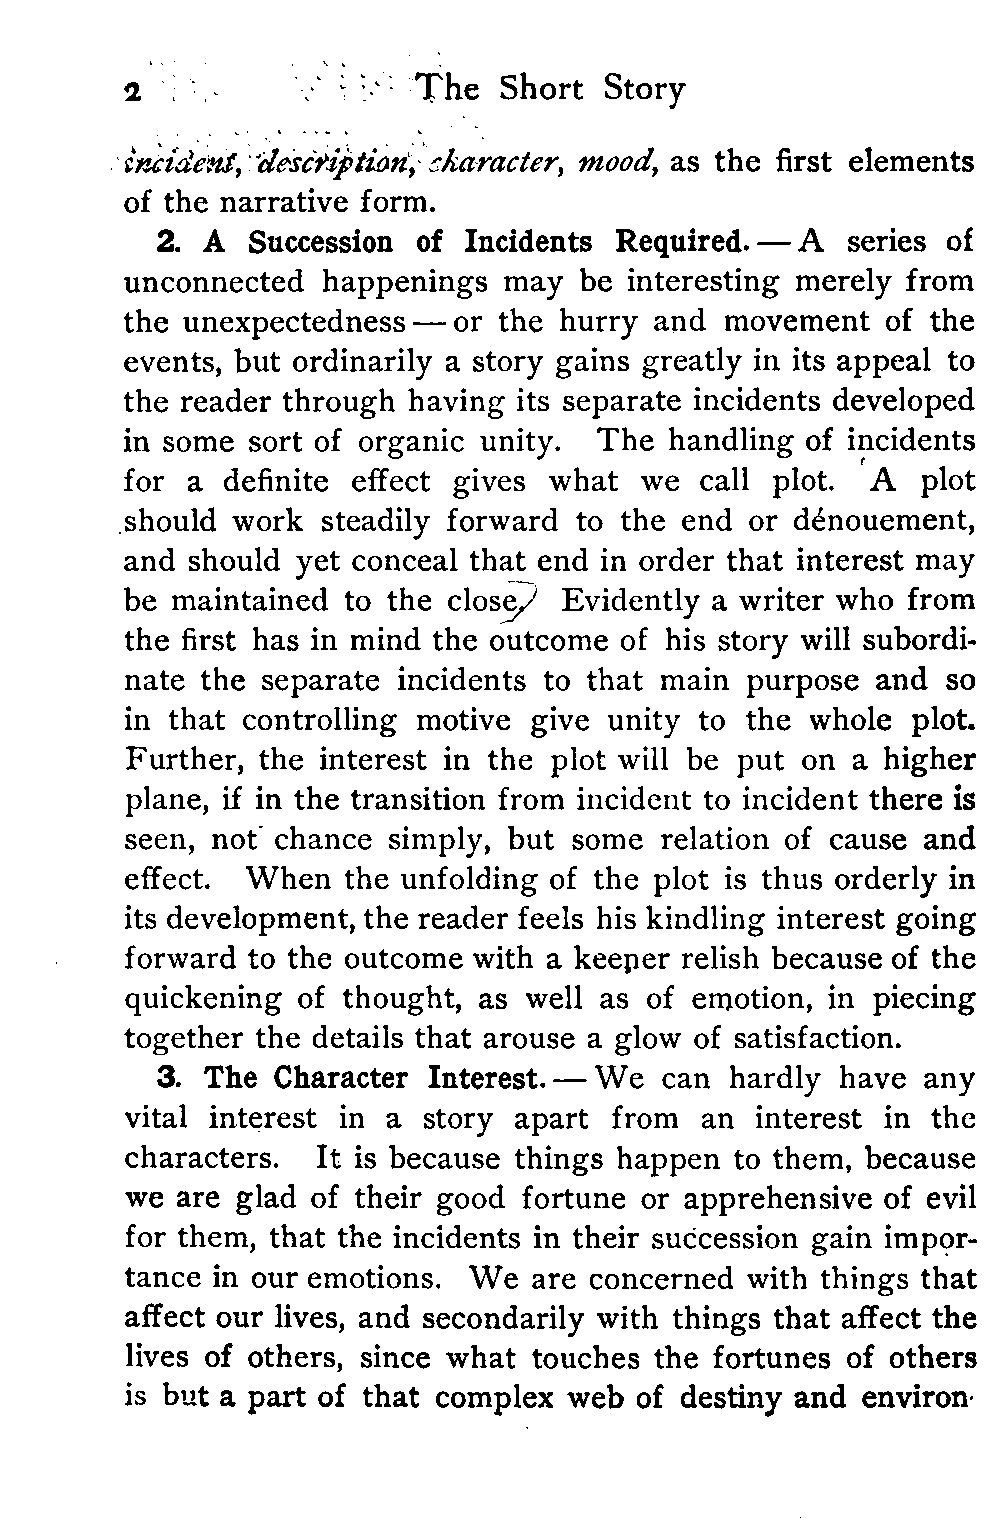 2 The Short Story
incident, description, character, mood, as the first elements
of the narrative form.
2. A Succession of Incidents Required. — A series of
unconnected happenings may be interesting merely from
the unexpectedness — or the hurry and movement of the
events, but ordinarily a story gains greatly in its appeal to
the reader through having its separate incidents developed
in some sort of organic unity. The handling of incidents
for a definite effect gives what we call plot. A plot
should work steadily forward to the end or dénouement,
and should yet conceal that end in order that interest may
be maintained to the close. Evidently a writer who from
the first has in mind the outcome of his story will subordi-
nate the separate incidents to that main purpose and so
in that controlling motive give unity to the whole plot.
Further, the interest in the plot will be put on a higher
plane, if in the transition from incident to incident there is
seen, not chance simply, but some relation of cause and
effect. When the unfolding of the plot is thus orderly in
its development, the reader feels his kindling interest going
forward to the outcome with a keener relish because of the
quickening of thought, as well as of emotion, in piecing
together the details that arouse a glow of satisfaction.
3. The Character Interest. — We can hardly have any
vital interest in a story apart from an interest in the
characters. It is because things happen to them, because
we are glad of their good fortune or apprehensive of evil
for them, that the incidents in their succession gain impor-
tance in our emotions. We are concerned with things that
affect our lives, and secondarily with things that affect the
lives of others, since what touches the fortunes of others
is but a part of that complex web of destiny and environ-